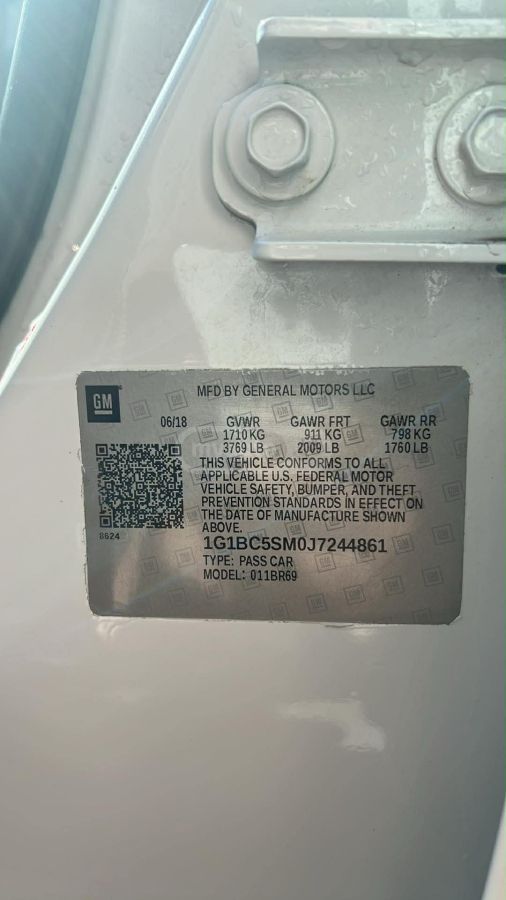 GM
MFD BY GENERAL MOTORS LLC
06/18 GVWR GAWR FRT GAWR RR
1710 KG 911 KG 798 KG
3769 LB 2009 LB 1760 LB
THIS VEHICLE CONFORMS TO ALL
APPLICABLE U.S. FEDERAL MOTOR
VEHICLE SAFETY, BUMPER, AND THEFT
PREVENTION STANDARDS IN EFFECT ON
THE DATE OF MANUFACTURE SHOWN ABOVE.
8624
1G1BC5SM0J7244861
TYPE: PASS CAR
MODEL: 011BR69